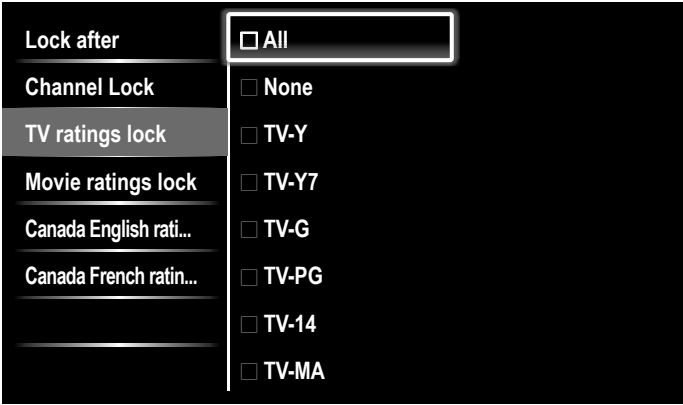 Lock after
Channel Lock
TV ratings lock
Movie ratings lock
Canada English rati...
Canada French ratin...
All
None
TV-Y
TV-Y7
TV-G
TV-PG
TV-14
TV-MA